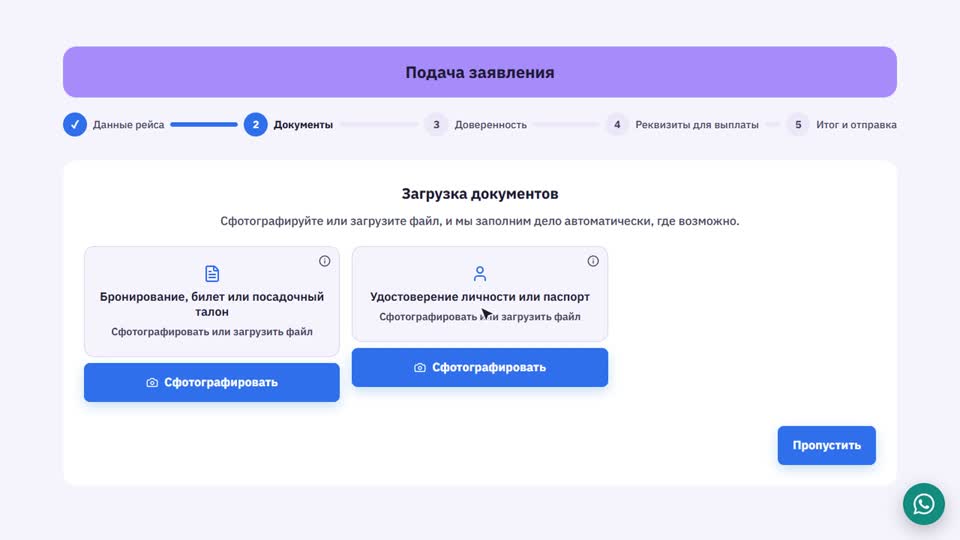 Подача заявления
Данные рейса
2 Документы
3 Доверенность
4 Реквизиты для выплаты
5 Итог и отправка
Загрузка документов
Сфотографируйте или загрузите файл, и мы заполним дело автоматически, где возможно.
Бронирование, билет или посадочный
талон
Сфотографировать или загрузить файл
Сфотографировать
Удостоверение личности или паспорт
Сфотографировать или загрузить файл
Сфотографировать
Пропустить